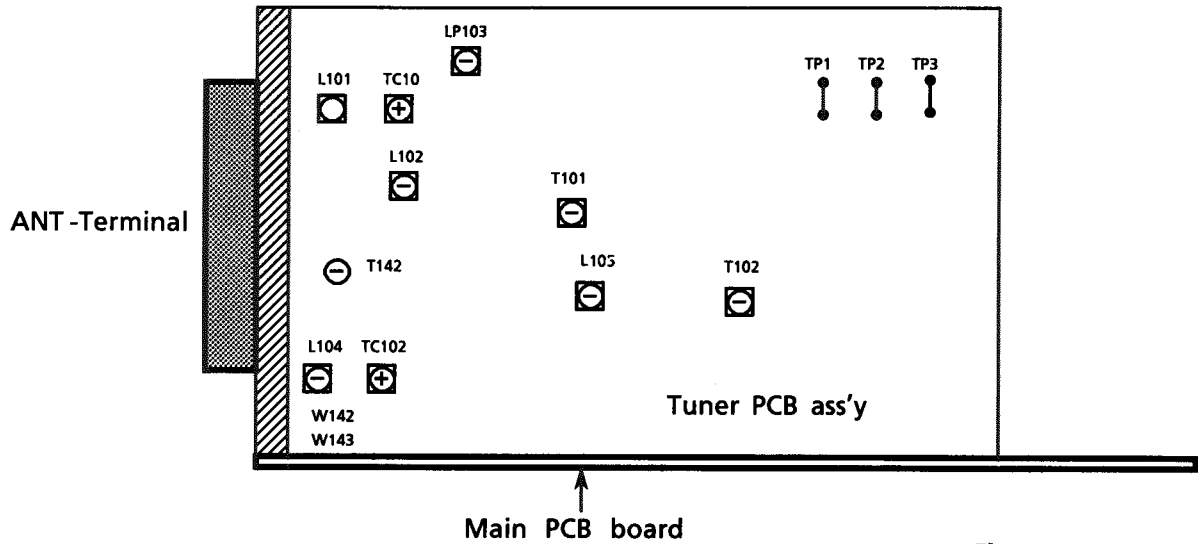 LP103
TP1 TP2 TP3
L101 TC10
L102
T101
ANT-Terminal
T142
L105
T102
L104 TC102
Tuner PCB ass'y
W142
W143
Main PCB board